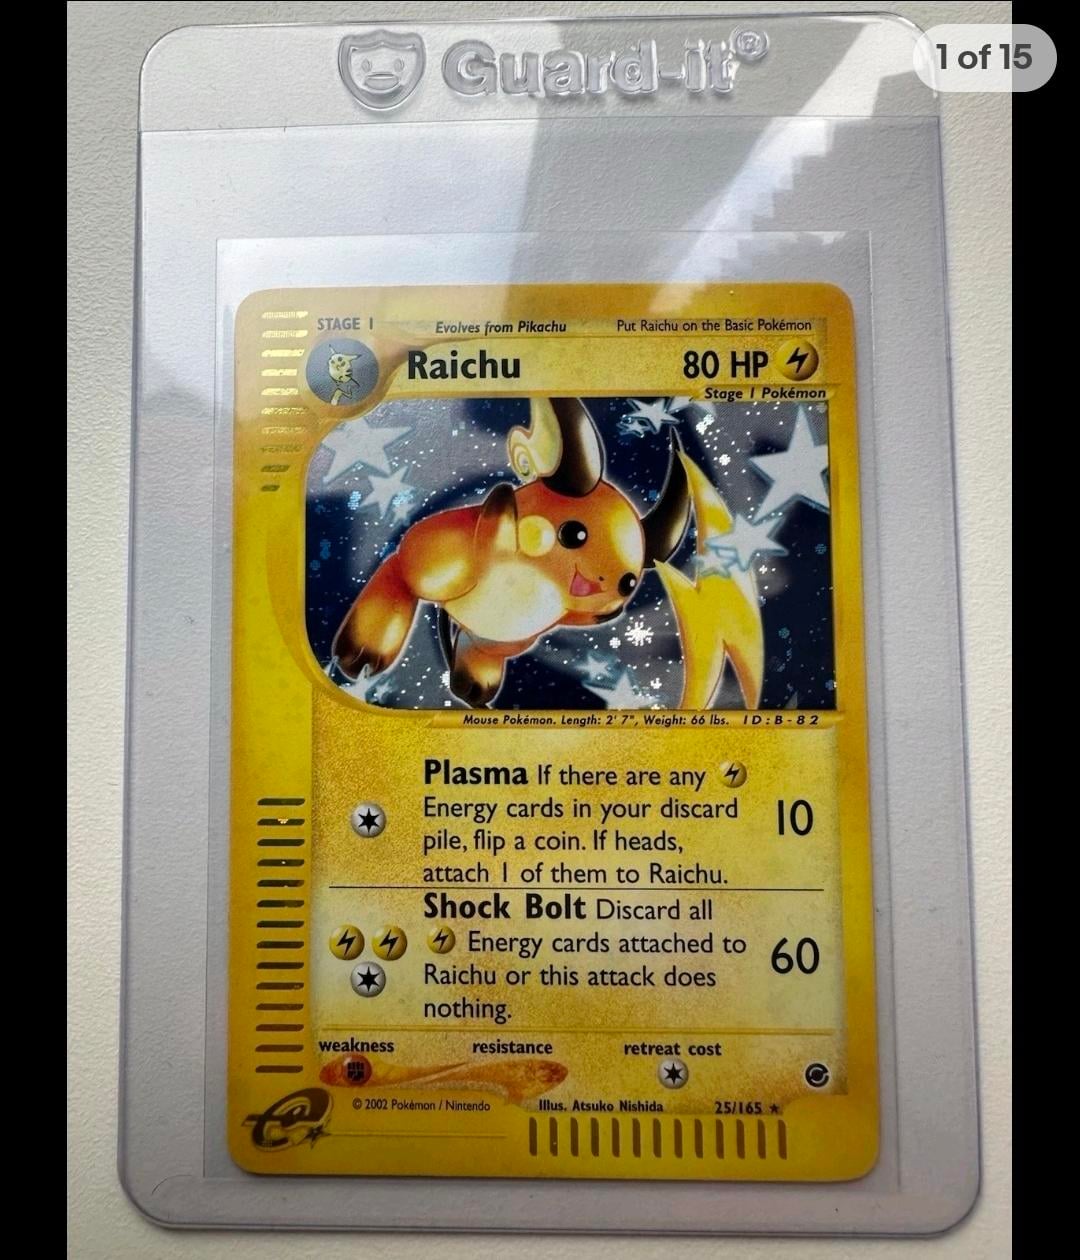 Guard-it®
1 of 15
STAGE 1 Evolves from Pikachu Put Raichu on the Basic Pokémon
Raichu 80 HP
Stage 1 Pokémon
Mouse Pokémon. Length: 2' 7", Weight: 66 lbs. ID:B-82
Plasma If there are any
Energy cards in your discard
pile, flip a coin. If heads,
attach 1 of them to Raichu.
10
Shock Bolt Discard all
Energy cards attached to
Raichu or this attack does
nothing.
60
weakness resistance retreat cost
© 2002 Pokémon / Nintendo Illus. Atsuko Nishida 25/165 ★
e